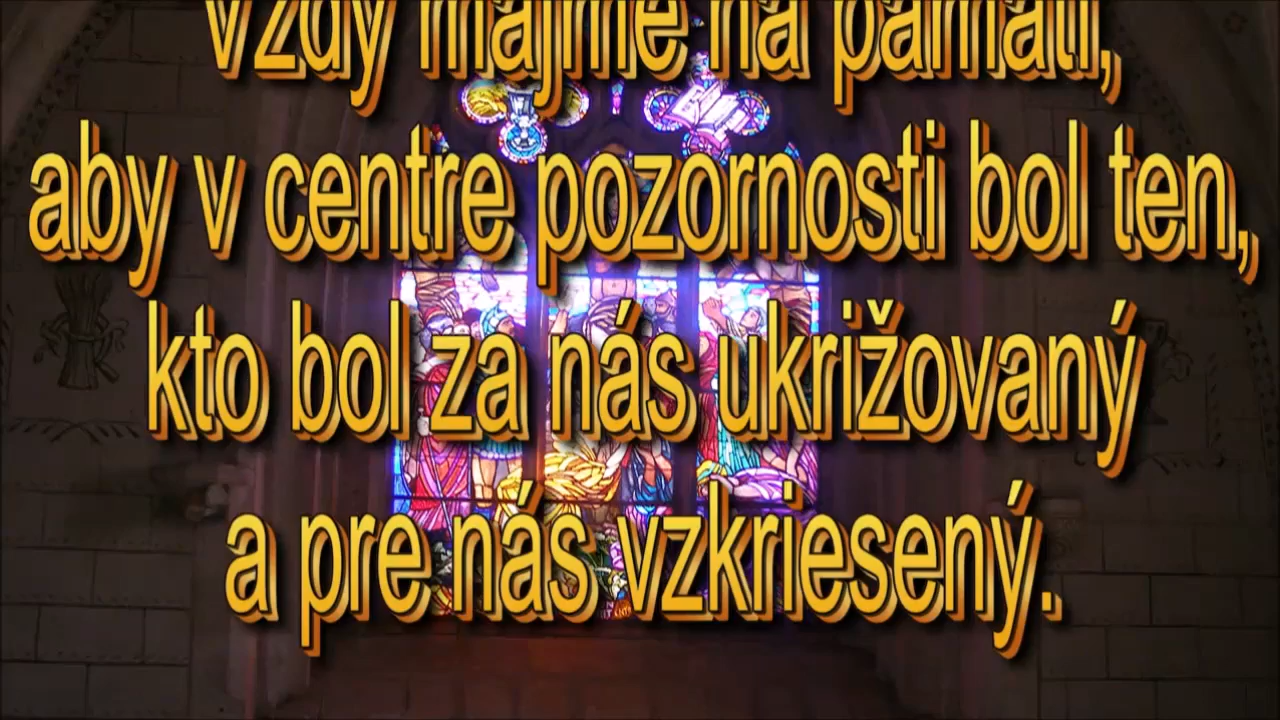 Vždy majme na pamäti,
aby v centre pozornosti bol ten,
kto bol za nás ukrižovaný
a pre nás vzkriesený.